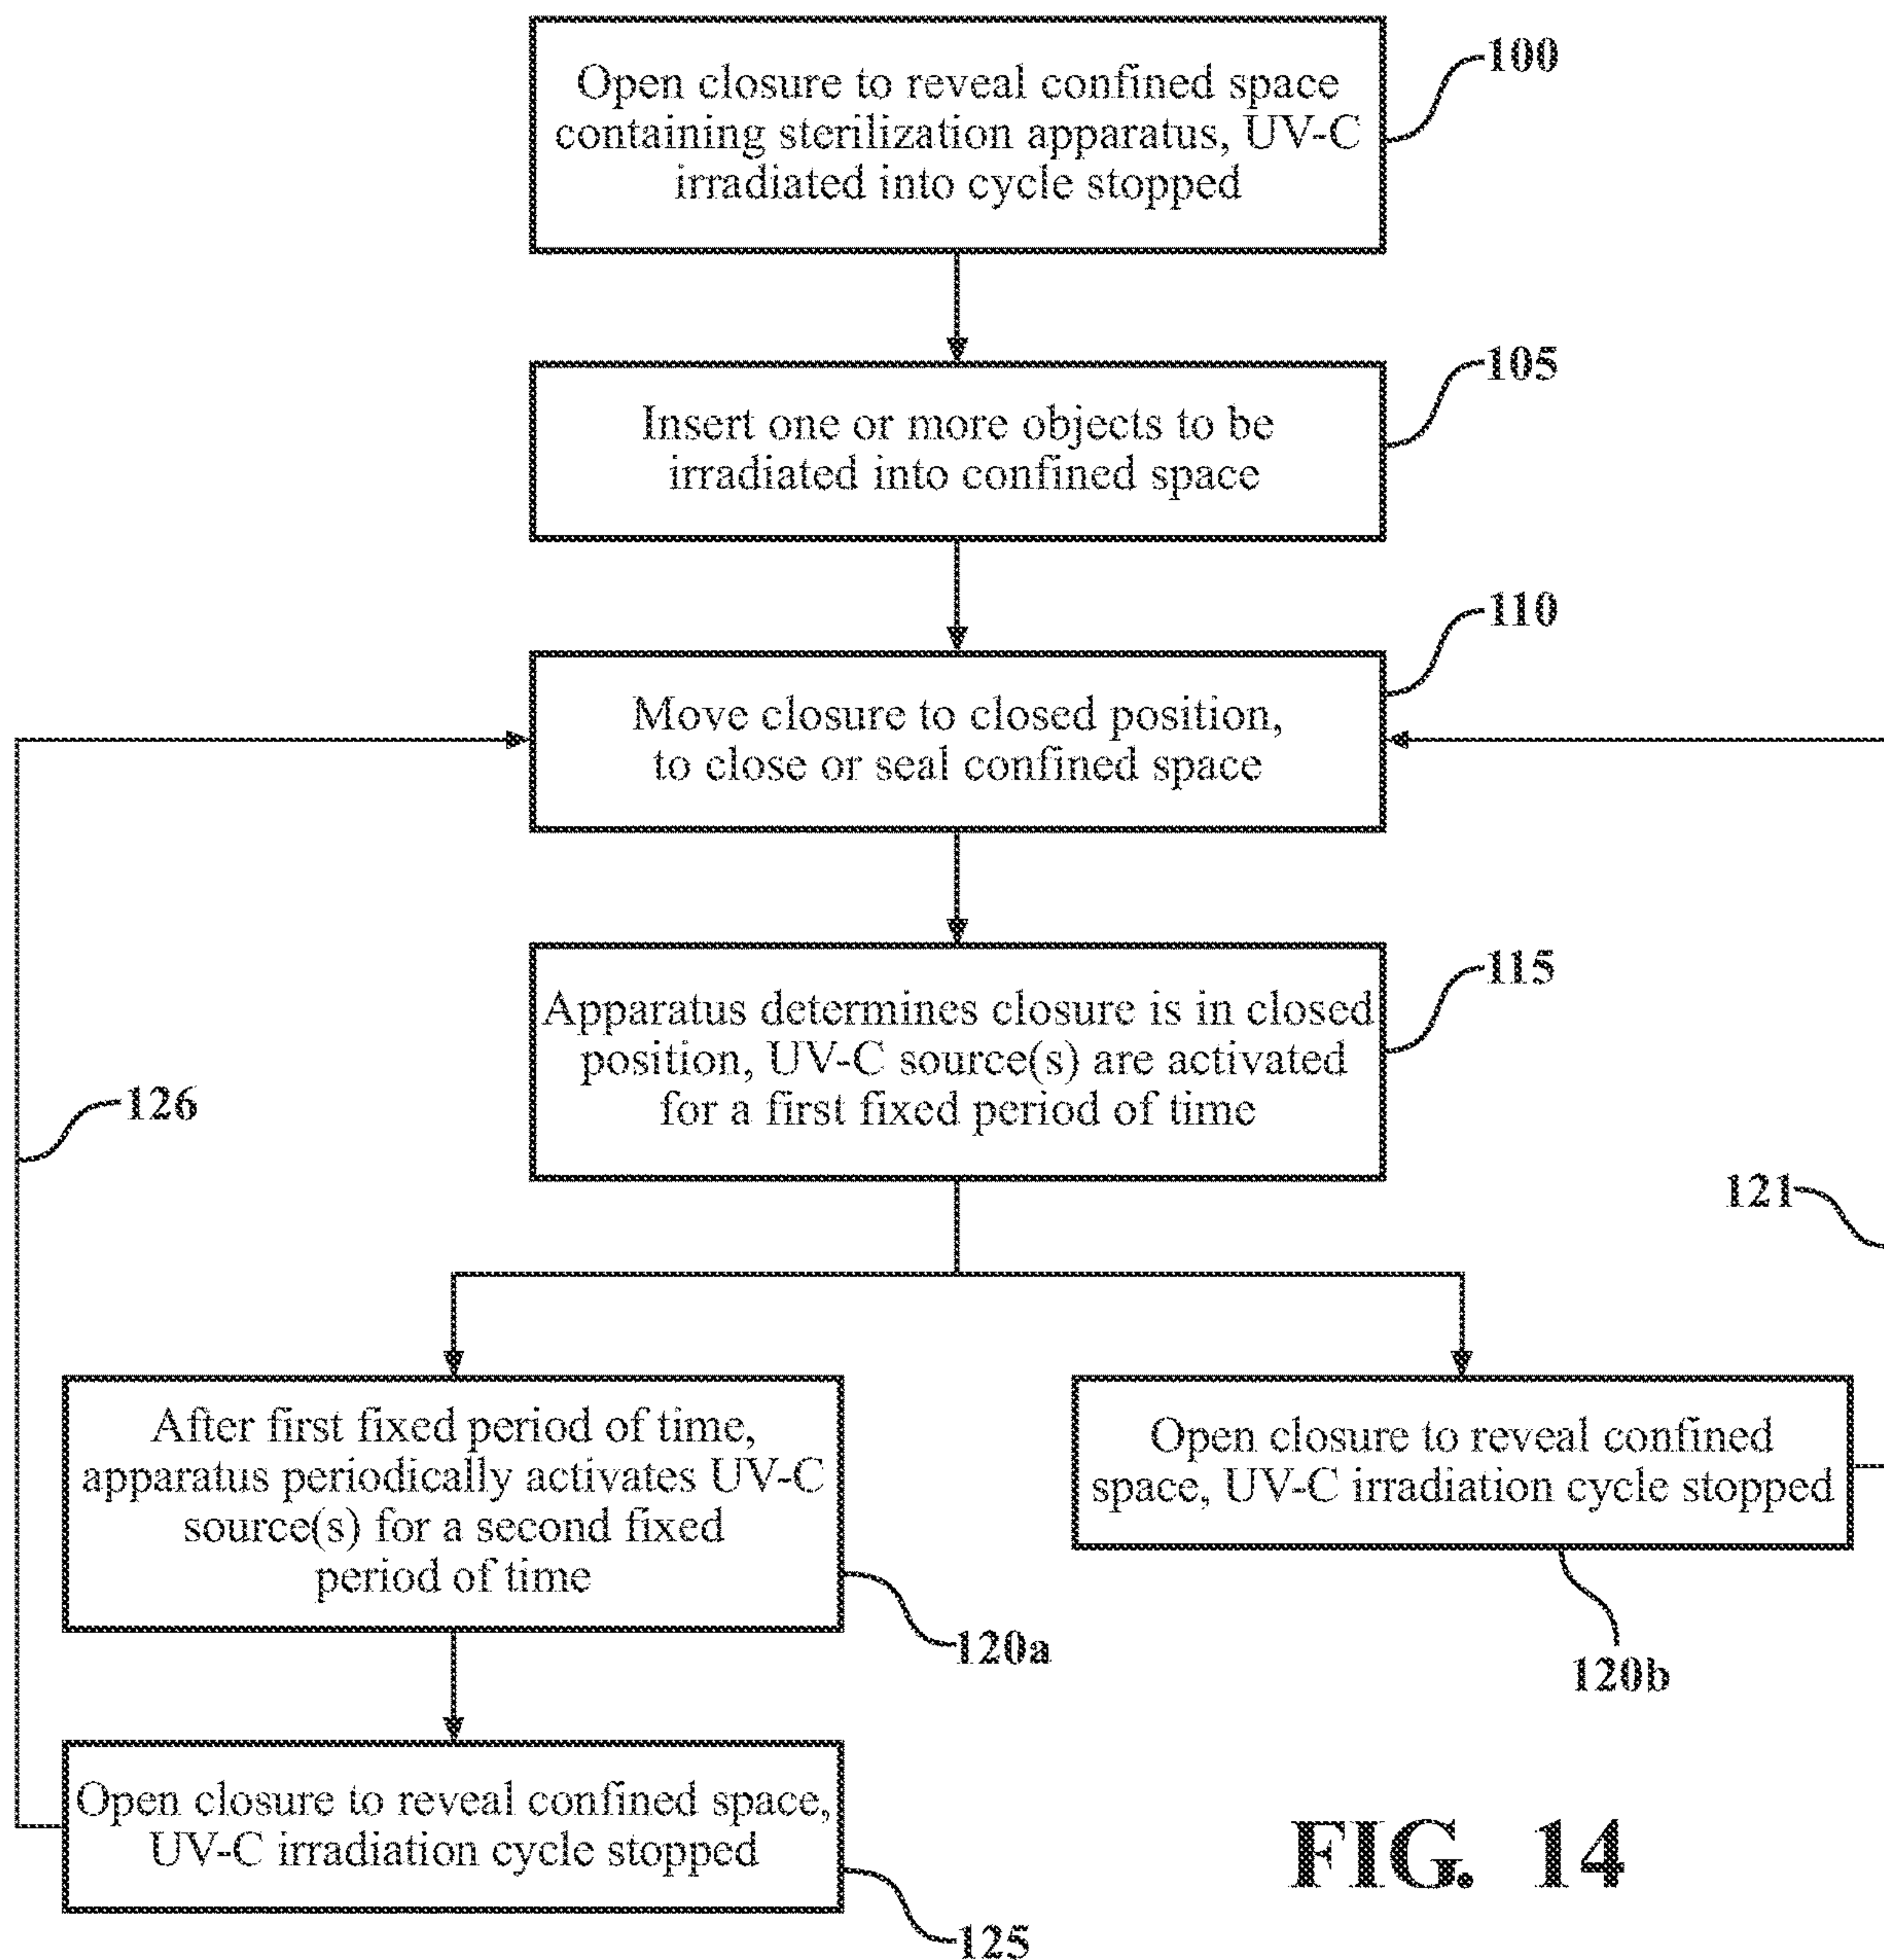 Open closure to reveal confined space
containing sterilization apparatus, UV-C
irradiated into cycle stopped
100
Insert one or more objects to be
irradiated into confined space
105
Move closure to closed position,
to close or seal confined space
110
Apparatus determines closure is in closed
position, UV-C source(s) are activated
for a first fixed period of time
115
126
121
After first fixed period of time,
apparatus periodically activates UV-C
source(s) for a second fixed
period of time
120a
Open closure to reveal confined
space, UV-C irradiation cycle stopped
120b
Open closure to reveal confined space,
UV-C irradiation cycle stopped
125
FIG. 14